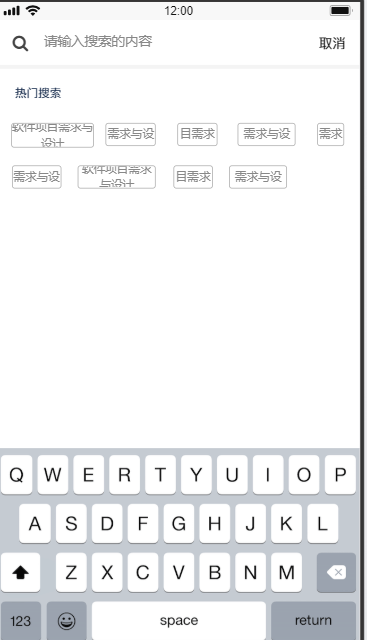 12:00
请输入搜索的内容
取消
热门搜索
软件项目需求与
设计
需求与设
目需求
需求与设
需求
需求与设
软件项目需求
与设计
目需求
需求与设
Q W E R T Y U I O P
A S D F G H J K L
Z X C V B N M
123
space
return